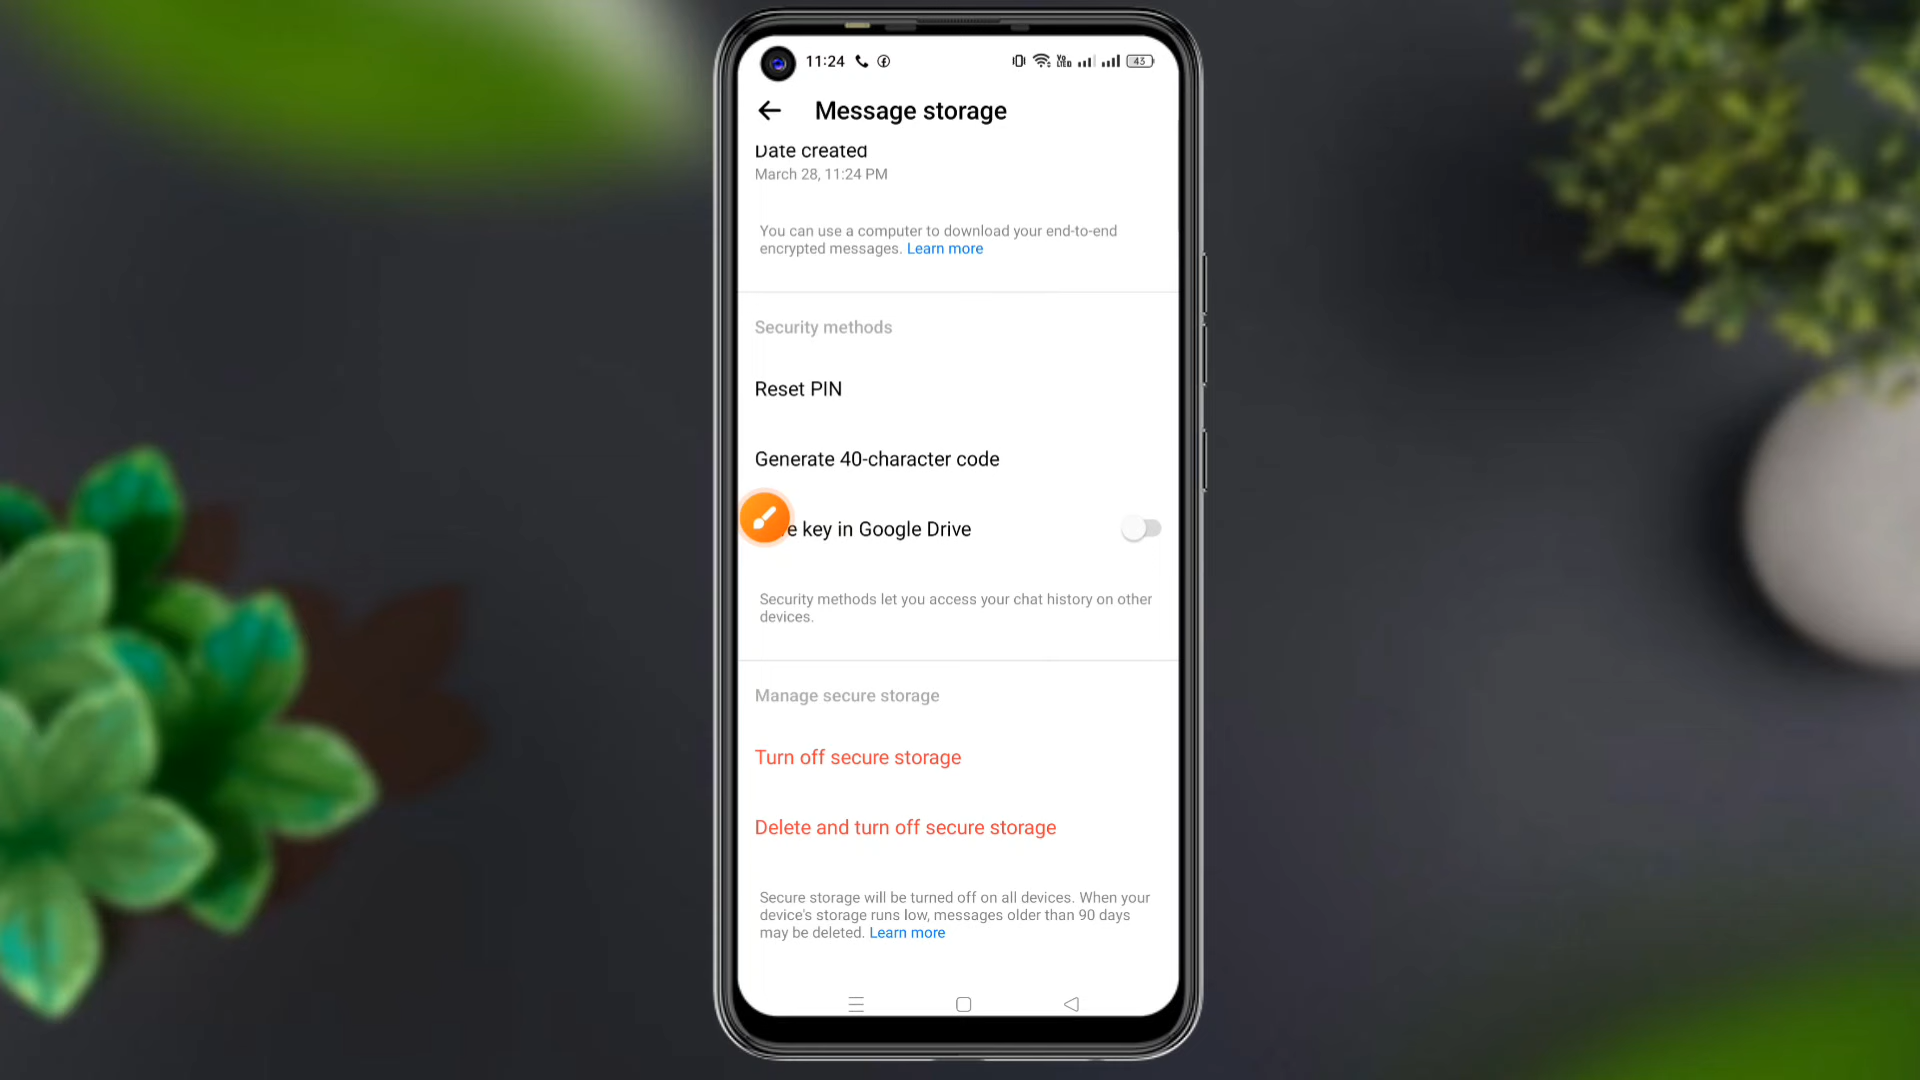 11:24
43
Message storage
Date created
March 28, 11:24 PM
You can use a computer to download your end-to-end
encrypted messages. Learn more
Security methods
Reset PIN
Generate 40-character code
key in Google Drive
Security methods let you access your chat history on other
devices.
Manage secure storage
Turn off secure storage
Delete and turn off secure storage
Secure storage will be turned off on all devices. When your
device's storage runs low, messages older than 90 days
may be deleted. Learn more